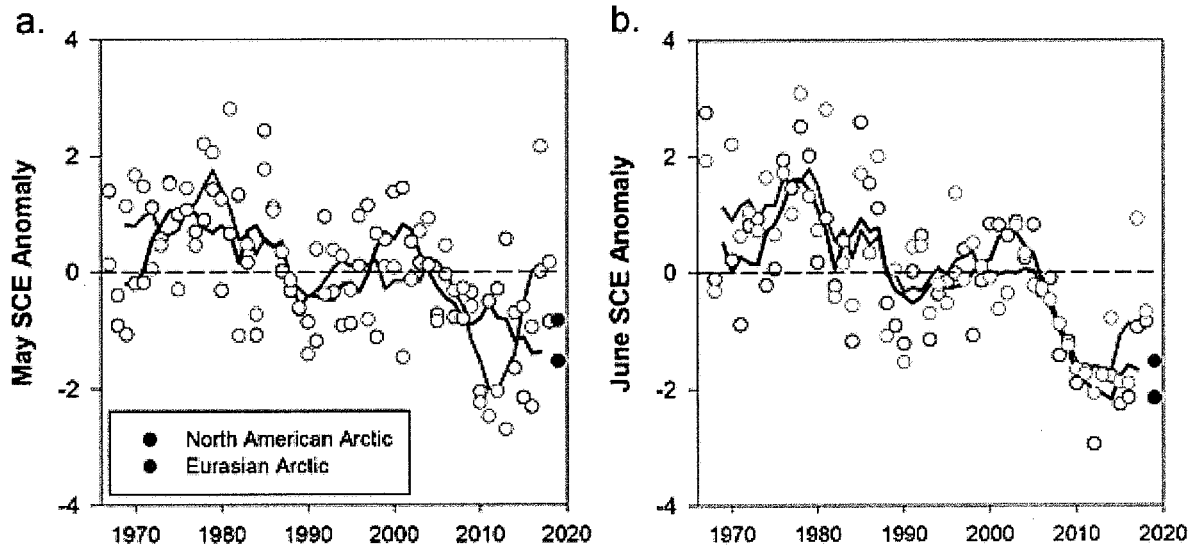 a.
May SCE Anomaly
4
2
0
-2
-4
North American Arctic
Eurasian Arctic
1970 1980 1990 2000 2010 2020
b.
June SCE Anomaly
4
2
0
-2
-4
1970 1980 1990 2000 2010 2020